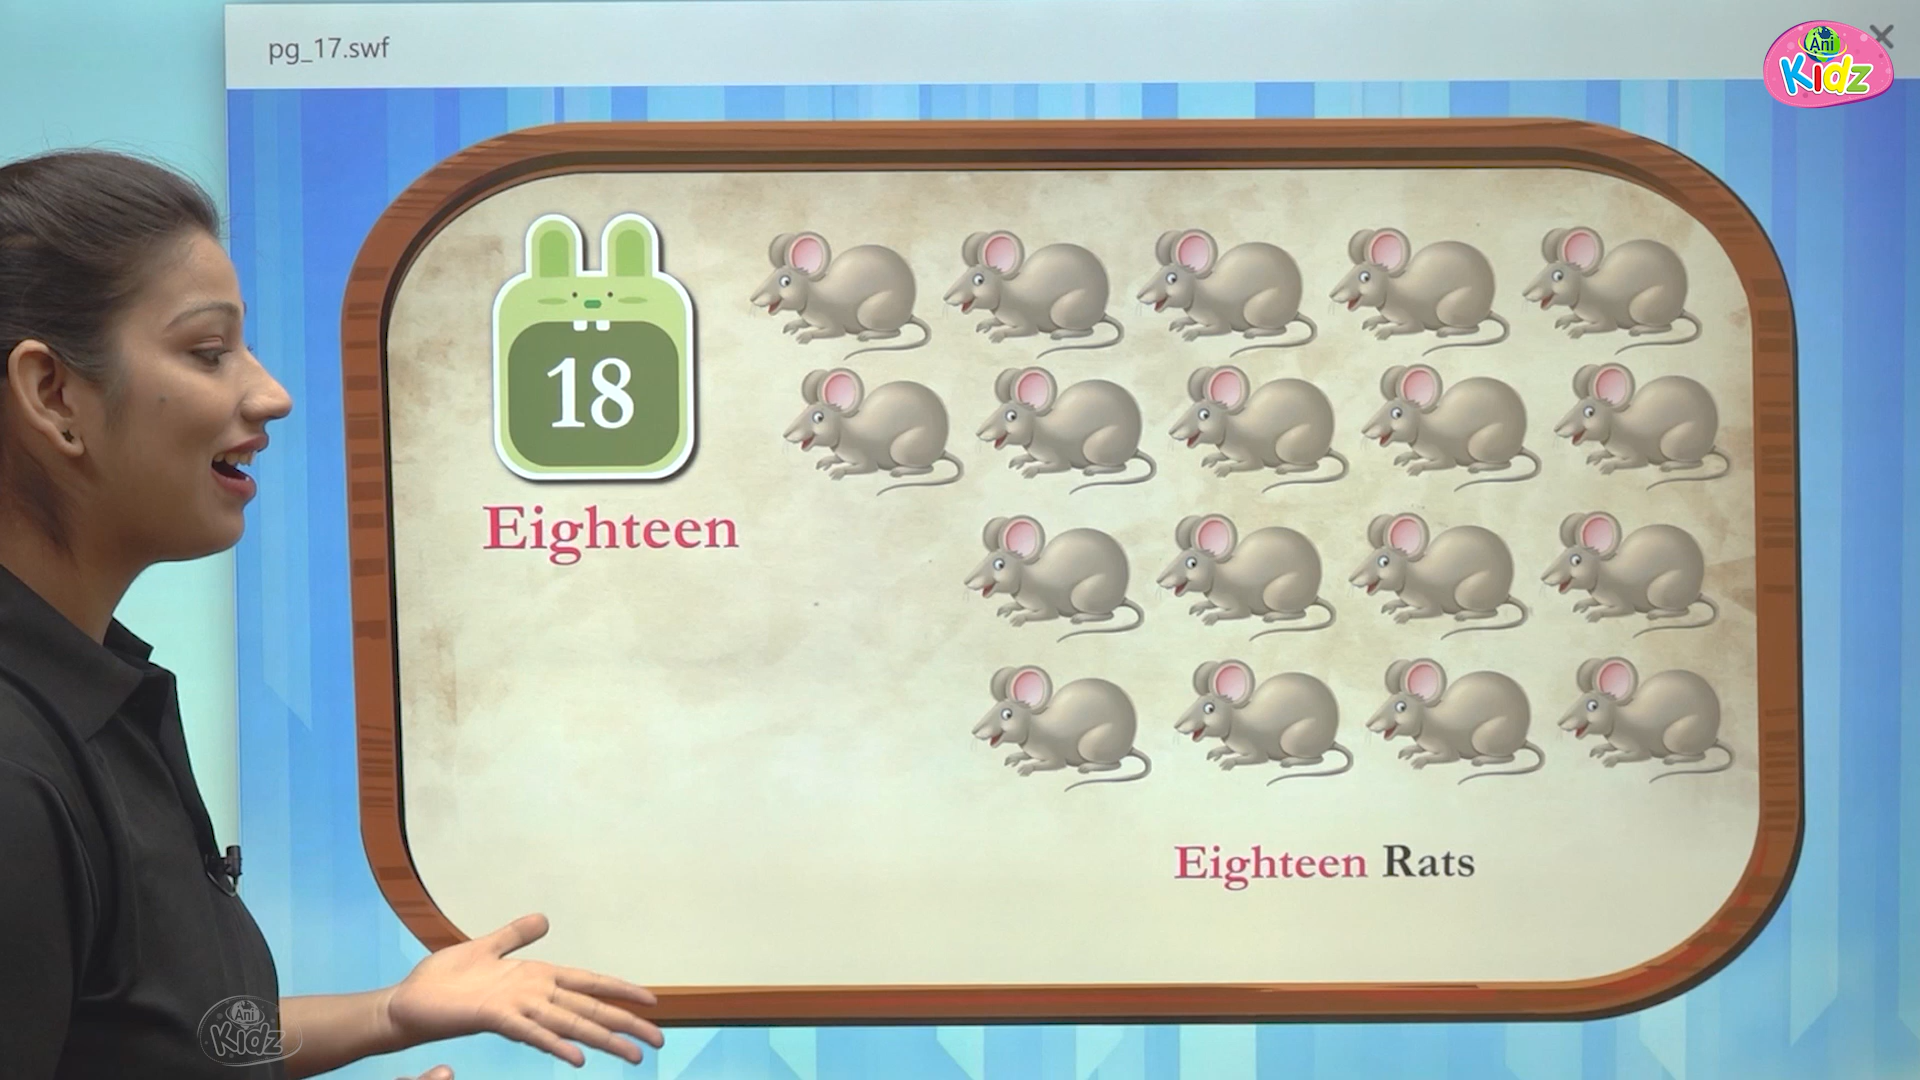 pg_17.swf
Ani
Kidz
18
Eighteen
Eighteen Rats
Ani
Kidz